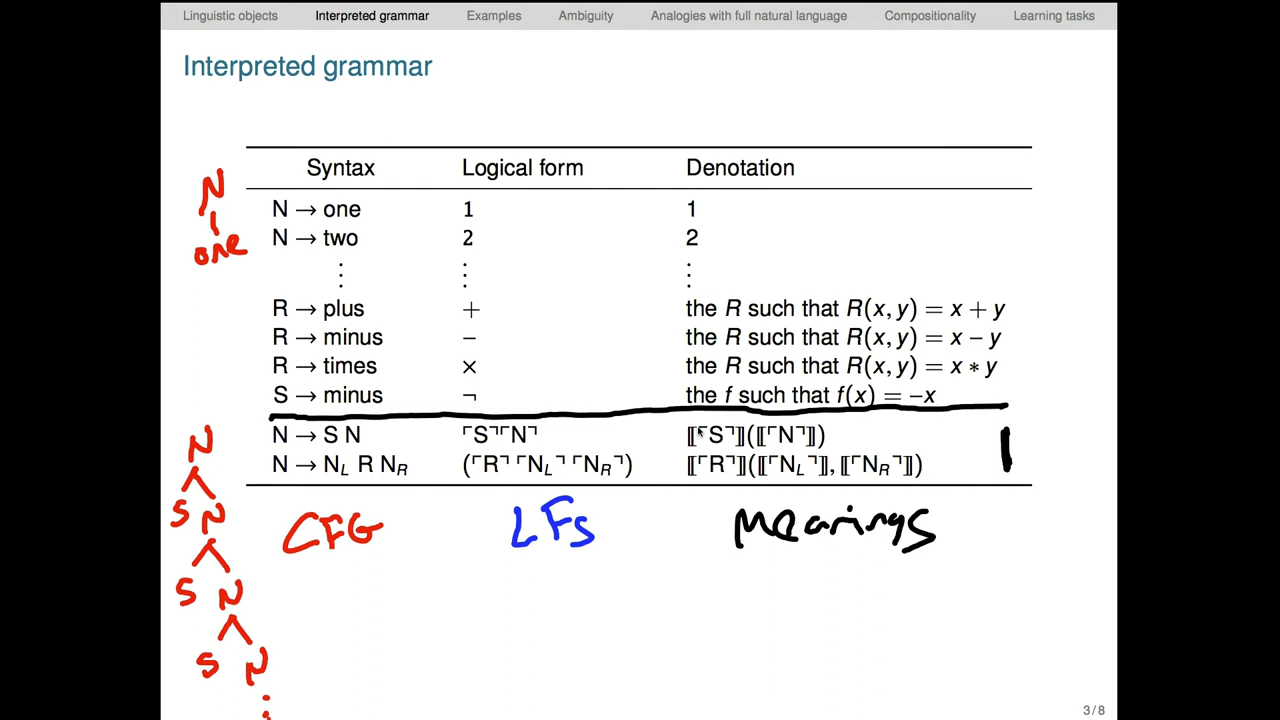 Linguistic objects Interpreted grammar Examples Ambiguity Analogies with full natural language Compositionality Learning tasks
Interpreted grammar
Syntax Logical form Denotation
N → one 1 1
N → two 2 2
⋮ ⋮ ⋮
R → plus + the R such that R(x, y) = x + y
R → minus − the R such that R(x, y) = x − y
R → times × the R such that R(x, y) = x ∗ y
S → minus ¬ the f such that f(x) = −x
N → S N ⌜S⌝⌜N⌝ ⟦⌜S⌝⟧(⟦⌜N⌝⟧)
N → N_L R N_R (⌜R⌝ ⌜N_L⌝ ⌜N_R⌝) ⟦⌜R⌝⟧(⟦⌜N_L⌝⟧, ⟦⌜N_R⌝⟧)
N
one
N
S N
S N
S N
⋮
CFG LFs Meanings
3/8